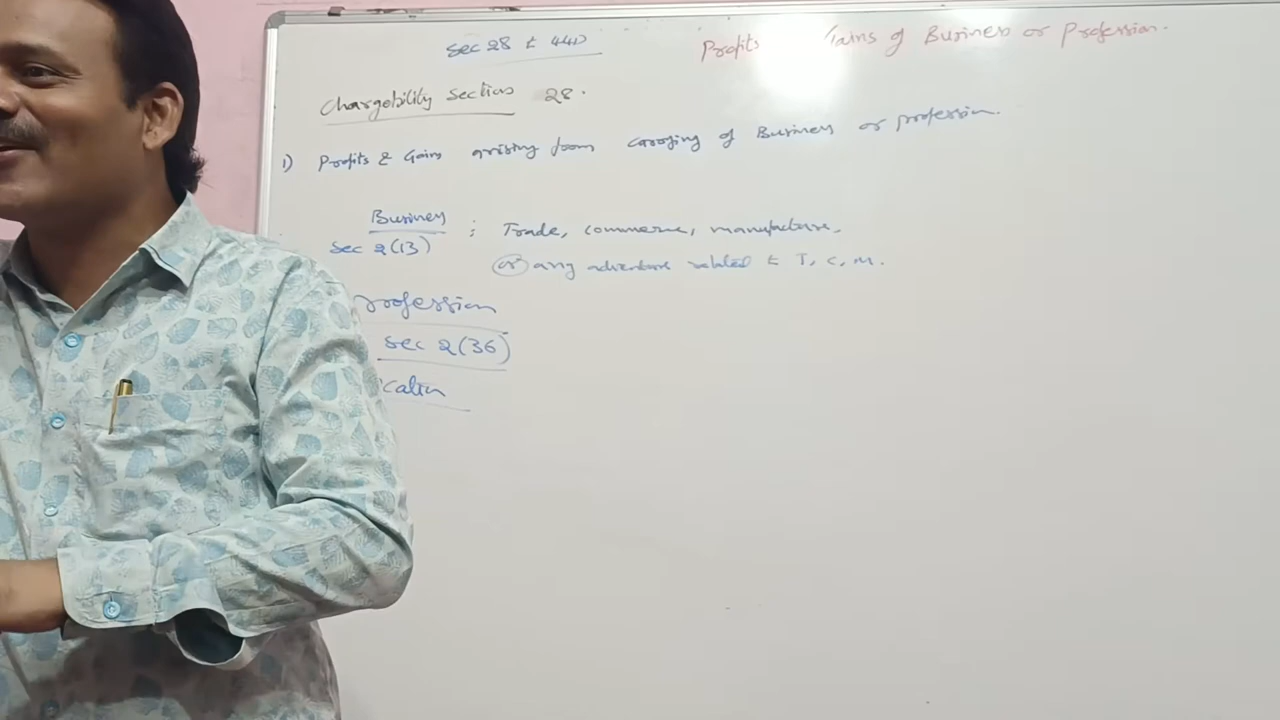 Sec 28 to 44D
Profits Gains of Business or Profession.
Chargebility Section 28.
1) Profits & Gains arising from carrying of Business or profession.
Business : Trade, commerce, manufacture,
Sec 2(13)
or any adventure related to T, C, M.
profession
Sec 2(36)